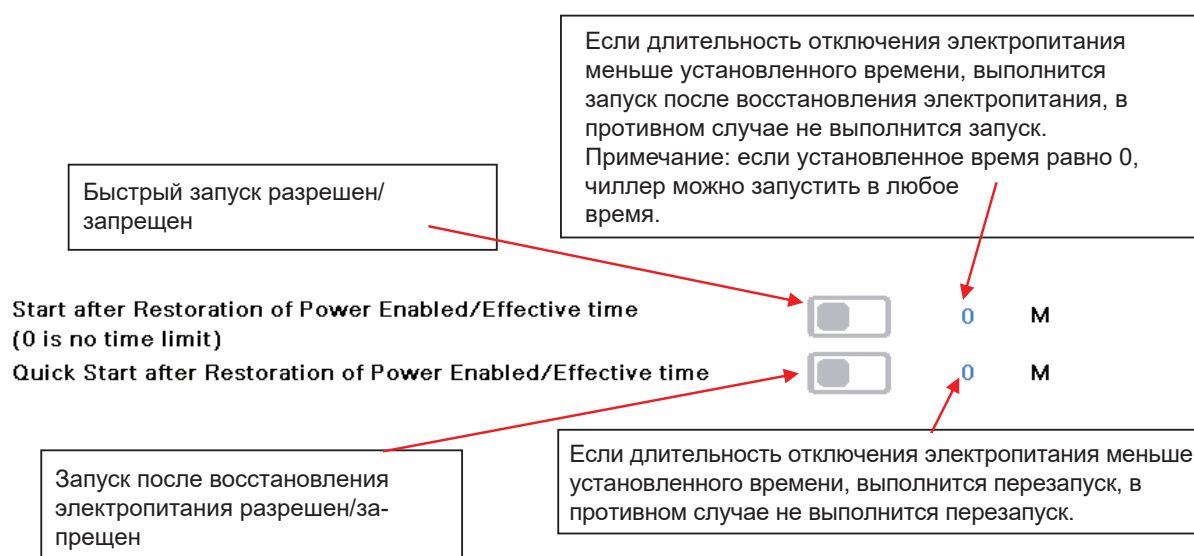 Если длительность отключения электропитания
меньше установленного времени, выполнится
запуск после восстановления электропитания, в
противном случае не выполнится запуск.
Примечание: если установленное время равно 0,
чиллер можно запустить в любое
время.
Быстрый запуск разрешен/
запрещен
Start after Restoration of Power Enabled/Effective time 0 M
(0 is no time limit)
Quick Start after Restoration of Power Enabled/Effective time 0 M
Запуск после восстановления
электропитания разрешен/за-
прещен
Если длительность отключения электропитания меньше
установленного времени, выполнится перезапуск, в
противном случае не выполнится перезапуск.